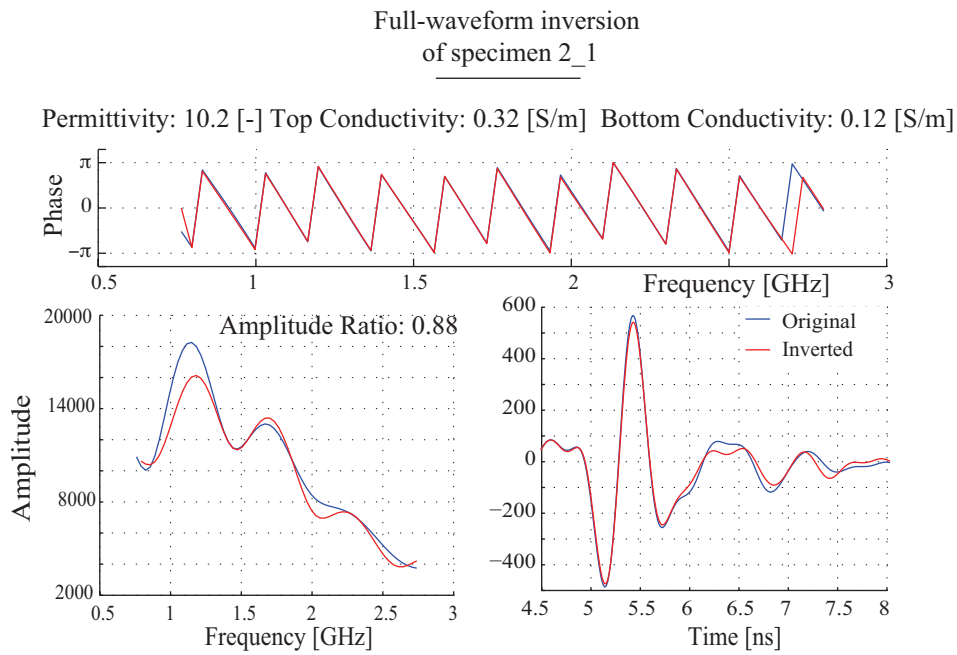 Full-waveform inversion
of specimen 2_1
Permittivity: 10.2 [-] Top Conductivity: 0.32 [S/m] Bottom Conductivity: 0.12 [S/m]
Phase
π
0
−π
0.5
1
1.5
2
3
Frequency [GHz]
Amplitude Ratio: 0.88
Amplitude
20000
14000
8000
2000
0
1
1.5
2
2.5
3
Frequency [GHz]
Original
Inverted
600
400
200
0
−200
−400
4.5
5
5.5
6
6.5
7
7.5
8
Time [ns]